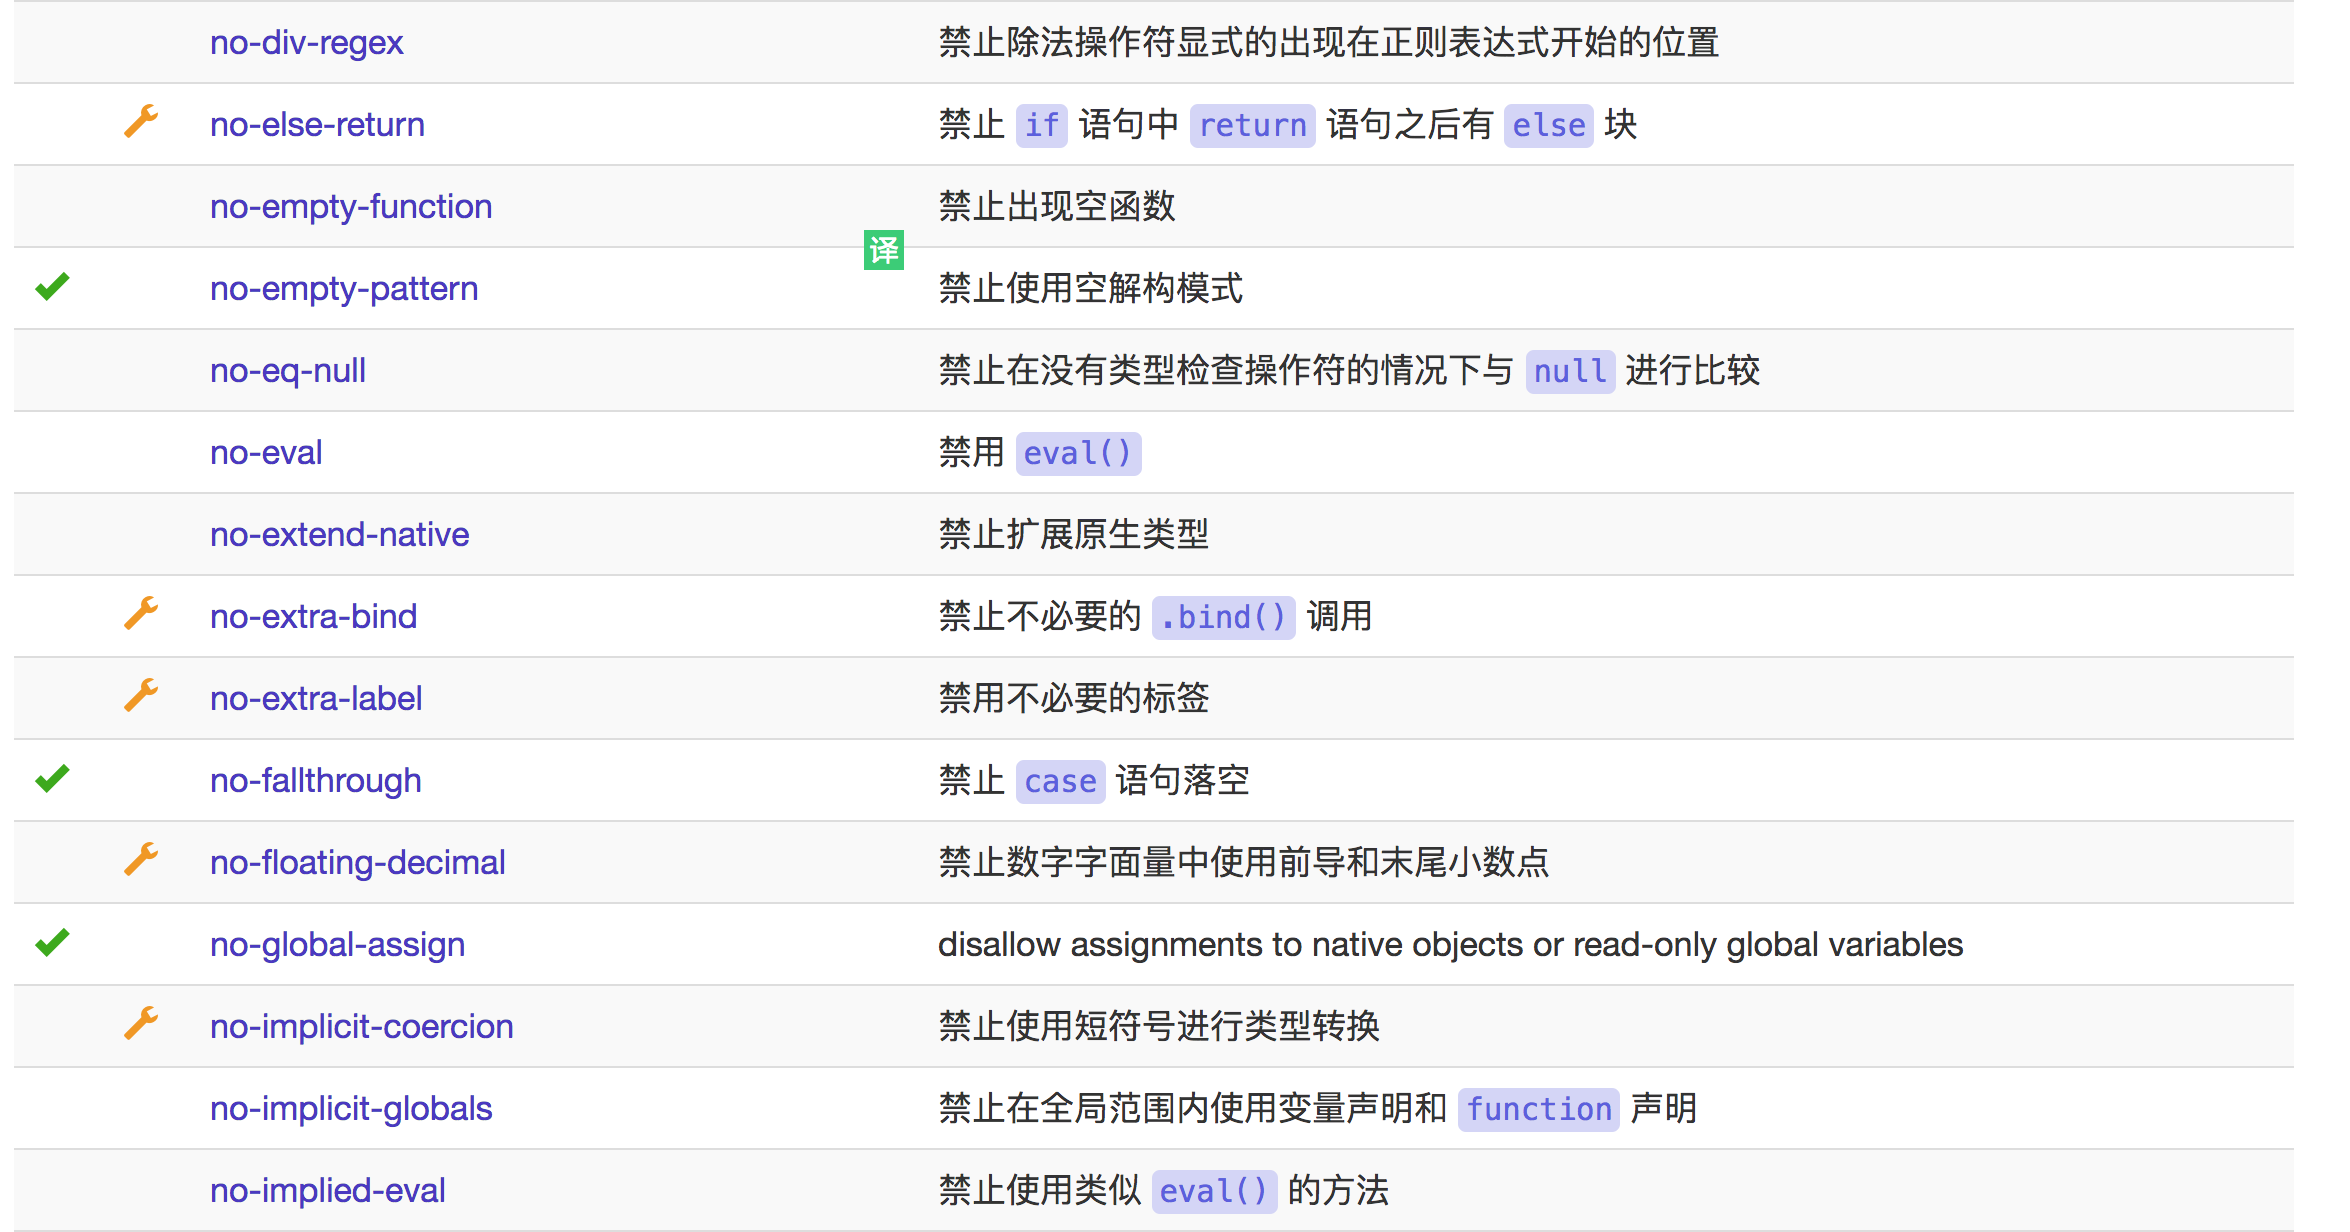 no-div-regex 禁止除法操作符显式的出现在正则表达式开始的位置
no-else-return 禁止 if 语句中 return 语句之后有 else 块
no-empty-function 禁止出现空函数
译
no-empty-pattern 禁止使用空解构模式
no-eq-null 禁止在没有类型检查操作符的情况下与 null 进行比较
no-eval 禁用 eval()
no-extend-native 禁止扩展原生类型
no-extra-bind 禁止不必要的 .bind() 调用
no-extra-label 禁用不必要的标签
no-fallthrough 禁止 case 语句落空
no-floating-decimal 禁止数字字面量中使用前导和末尾小数点
no-global-assign disallow assignments to native objects or read-only global variables
no-implicit-coercion 禁止使用短符号进行类型转换
no-implicit-globals 禁止在全局范围内使用变量声明和 function 声明
no-implied-eval 禁止使用类似 eval() 的方法